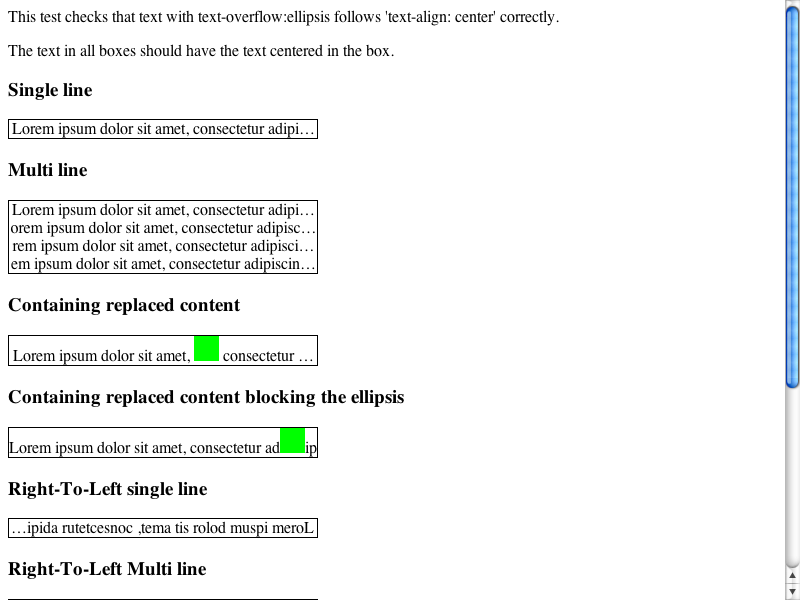 This test checks that text with text-overflow:ellipsis follows 'text-align: center' correctly.
The text in all boxes should have the text centered in the box.
Single line
Lorem ipsum dolor sit amet, consectetur adipi…
Multi line
Lorem ipsum dolor sit amet, consectetur adipi…
orem ipsum dolor sit amet, consectetur adipisc…
rem ipsum dolor sit amet, consectetur adipisci…
em ipsum dolor sit amet, consectetur adipiscin…
Containing replaced content
Lorem ipsum dolor sit amet, consectetur …
Containing replaced content blocking the ellipsis
Lorem ipsum dolor sit amet, consectetur ad ip
Right-To-Left single line
…ipida rutetcesnoc ,tema tis rolod muspi meroL
Right-To-Left Multi line